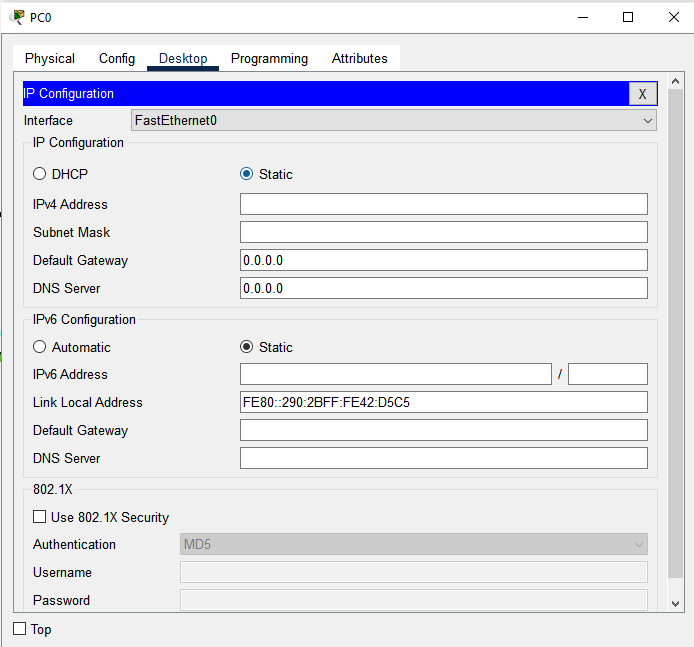 PC0
Physical Config Desktop Programming Attributes
IP Configuration X
Interface FastEthernet0
IP Configuration
DHCP Static
IPv4 Address
Subnet Mask
Default Gateway 0.0.0.0
DNS Server 0.0.0.0
IPv6 Configuration
Automatic Static
IPv6 Address /
Link Local Address FE80::290:2BFF:FE42:D5C5
Default Gateway
DNS Server
802.1X
Use 802.1X Security
Authentication MD5
Username
Password
Top